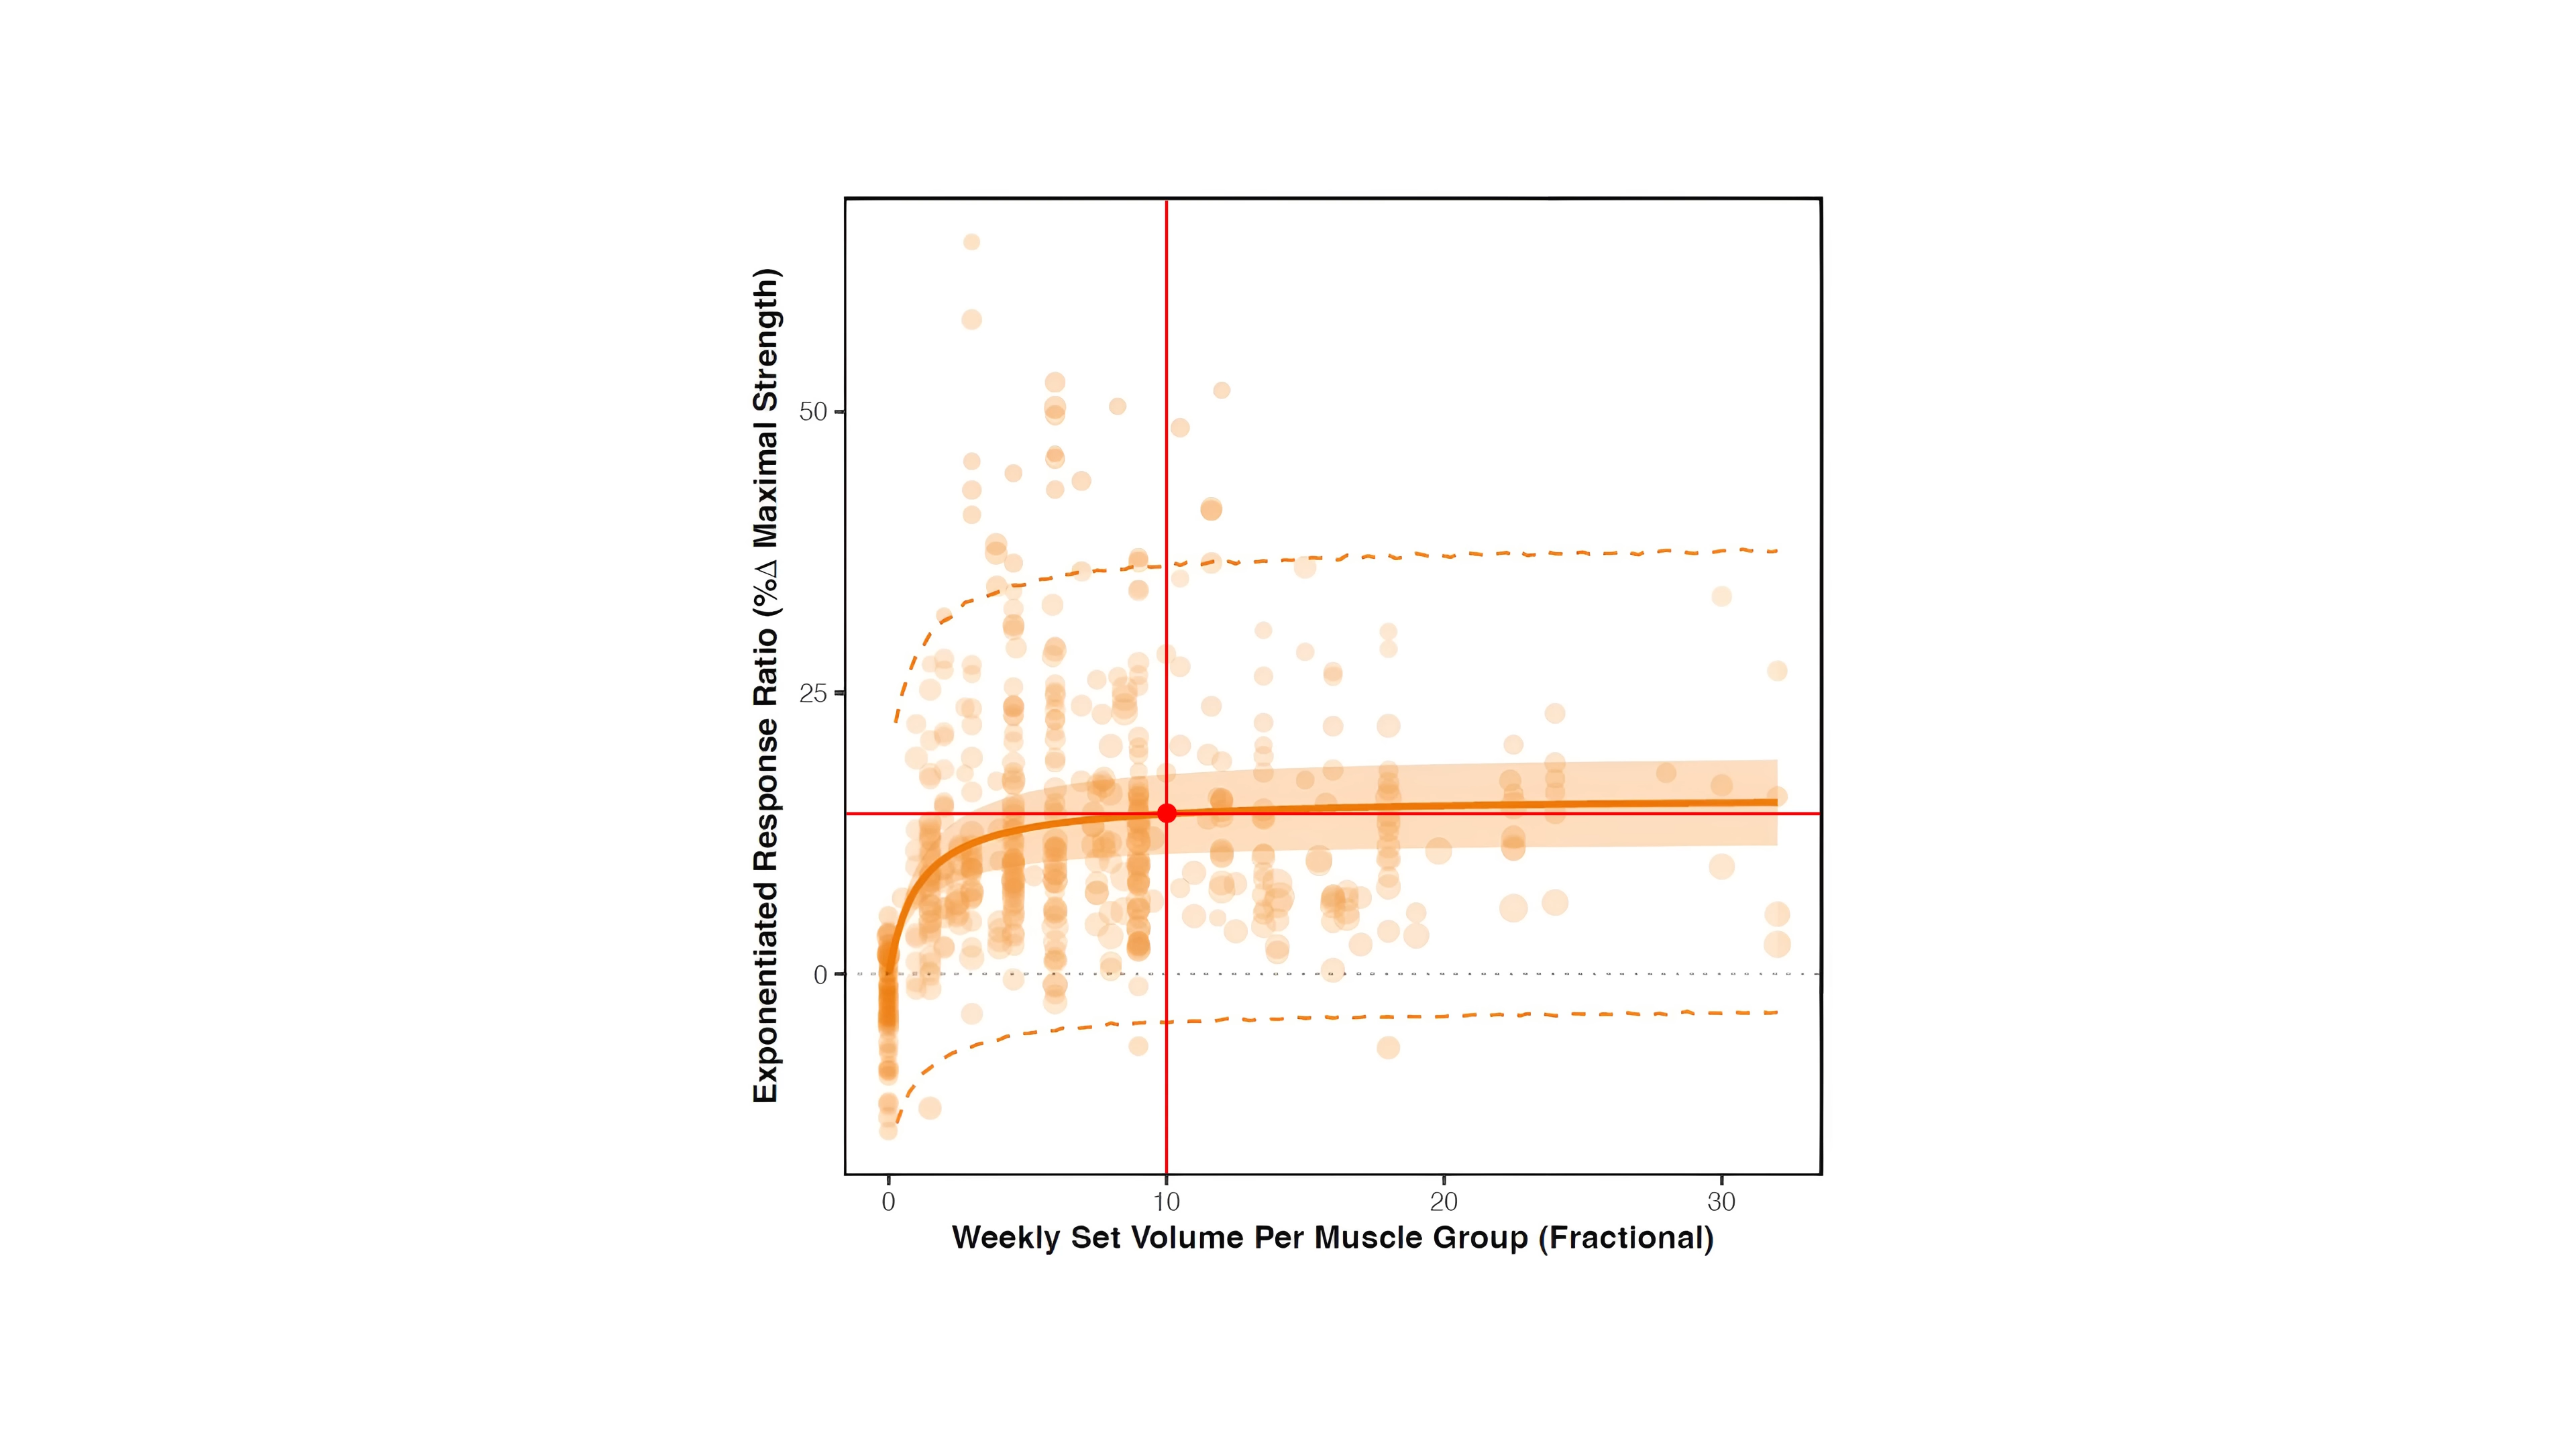 Exponentiated Response Ratio (%Δ Maximal Strength)
50
25
0
0 10 20 30
Weekly Set Volume Per Muscle Group (Fractional)